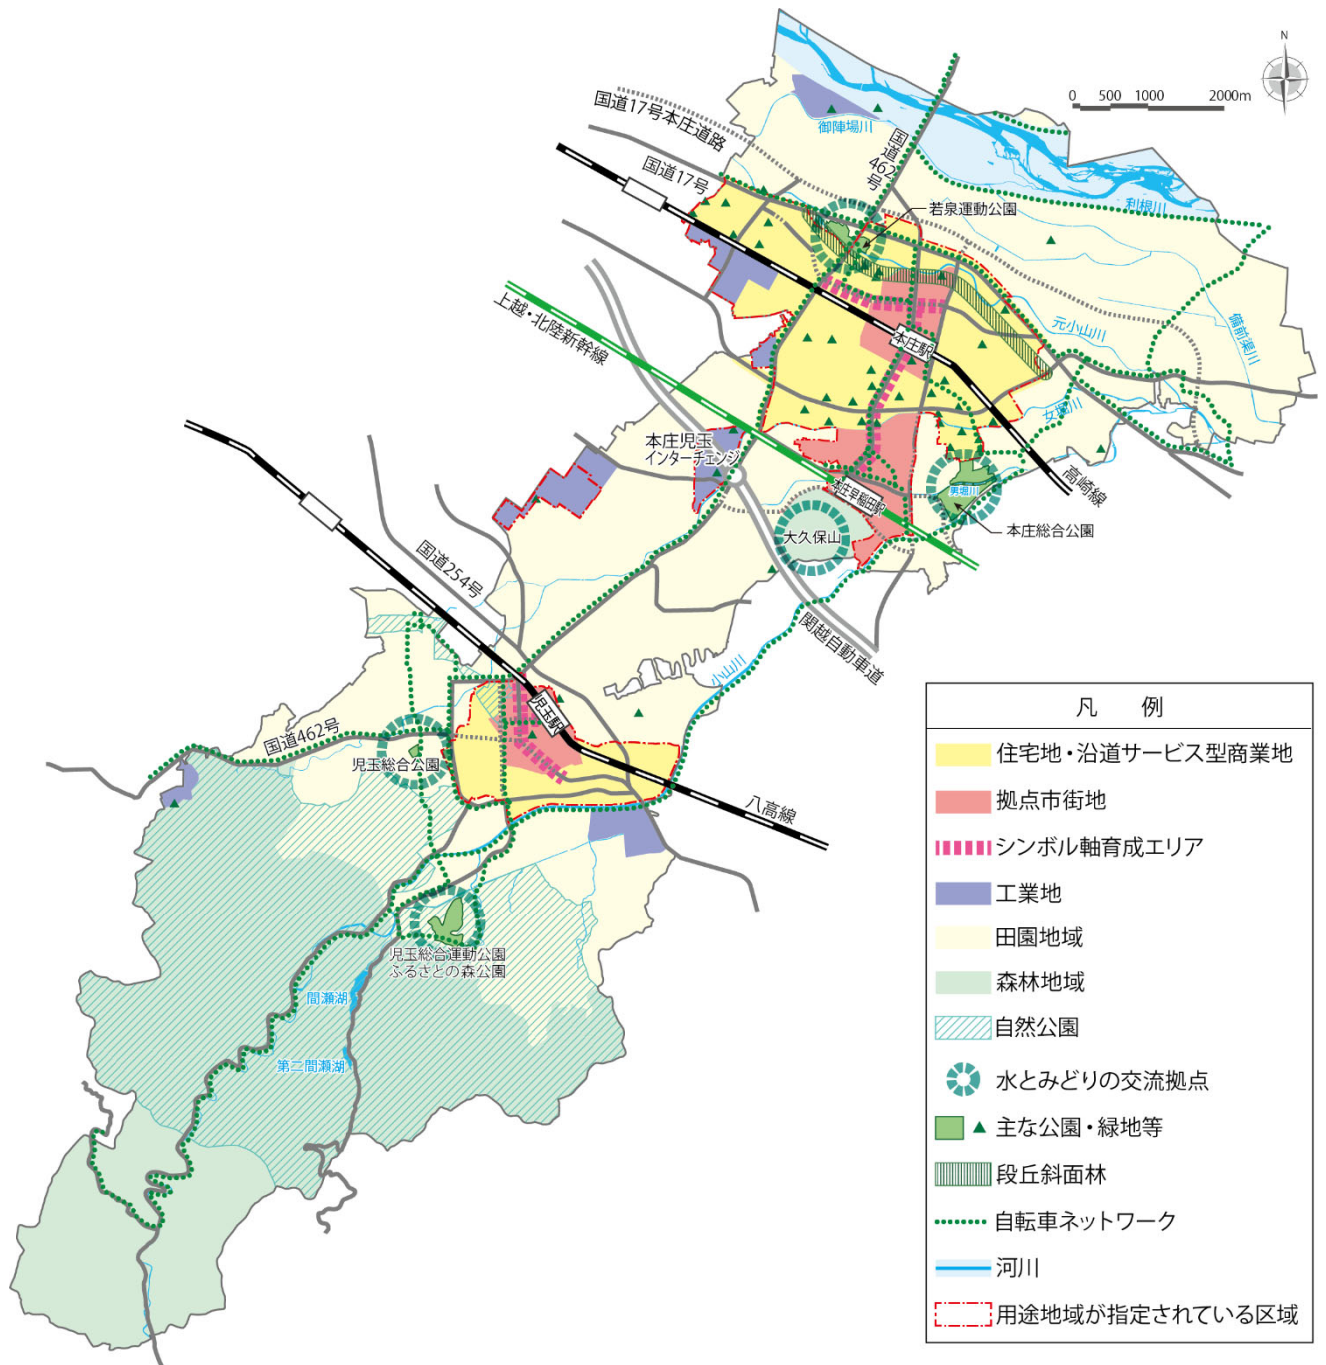 N
0 500 1000 2000m
国道17号本庄道路
御陣場川
国道462号
国道17号
利根川
若泉運動公園
上越・北陸新幹線
元小山川
備前渠川
本庄駅
女堀川
本庄児玉
インターチェンジ
高崎線
男堀川
本庄早稲田駅
本庄総合公園
大久保山
国道254号
関越自動車道
小山川
児玉駅
国道462号
児玉総合公園
八高線
児玉総合運動公園
ふるさとの森公園
間瀬湖
第二間瀬湖
凡 例
住宅地・沿道サービス型商業地
拠点市街地
シンボル軸育成エリア
工業地
田園地域
森林地域
自然公園
水とみどりの交流拠点
主な公園・緑地等
段丘斜面林
自転車ネットワーク
河川
用途地域が指定されている区域